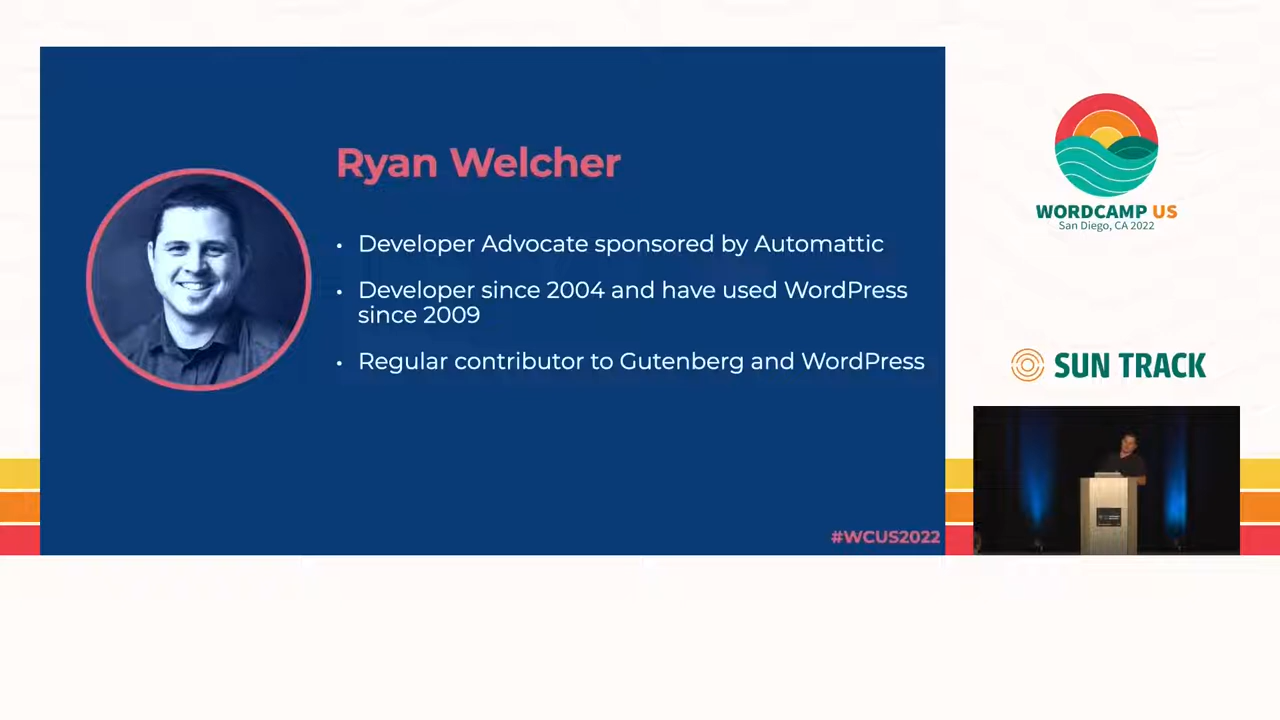 Ryan Welcher
• Developer Advocate sponsored by Automattic
• Developer since 2004 and have used WordPress
since 2009
• Regular contributor to Gutenberg and WordPress
#WCUS2022
WORDCAMP US
San Diego, CA 2022
SUN TRACK